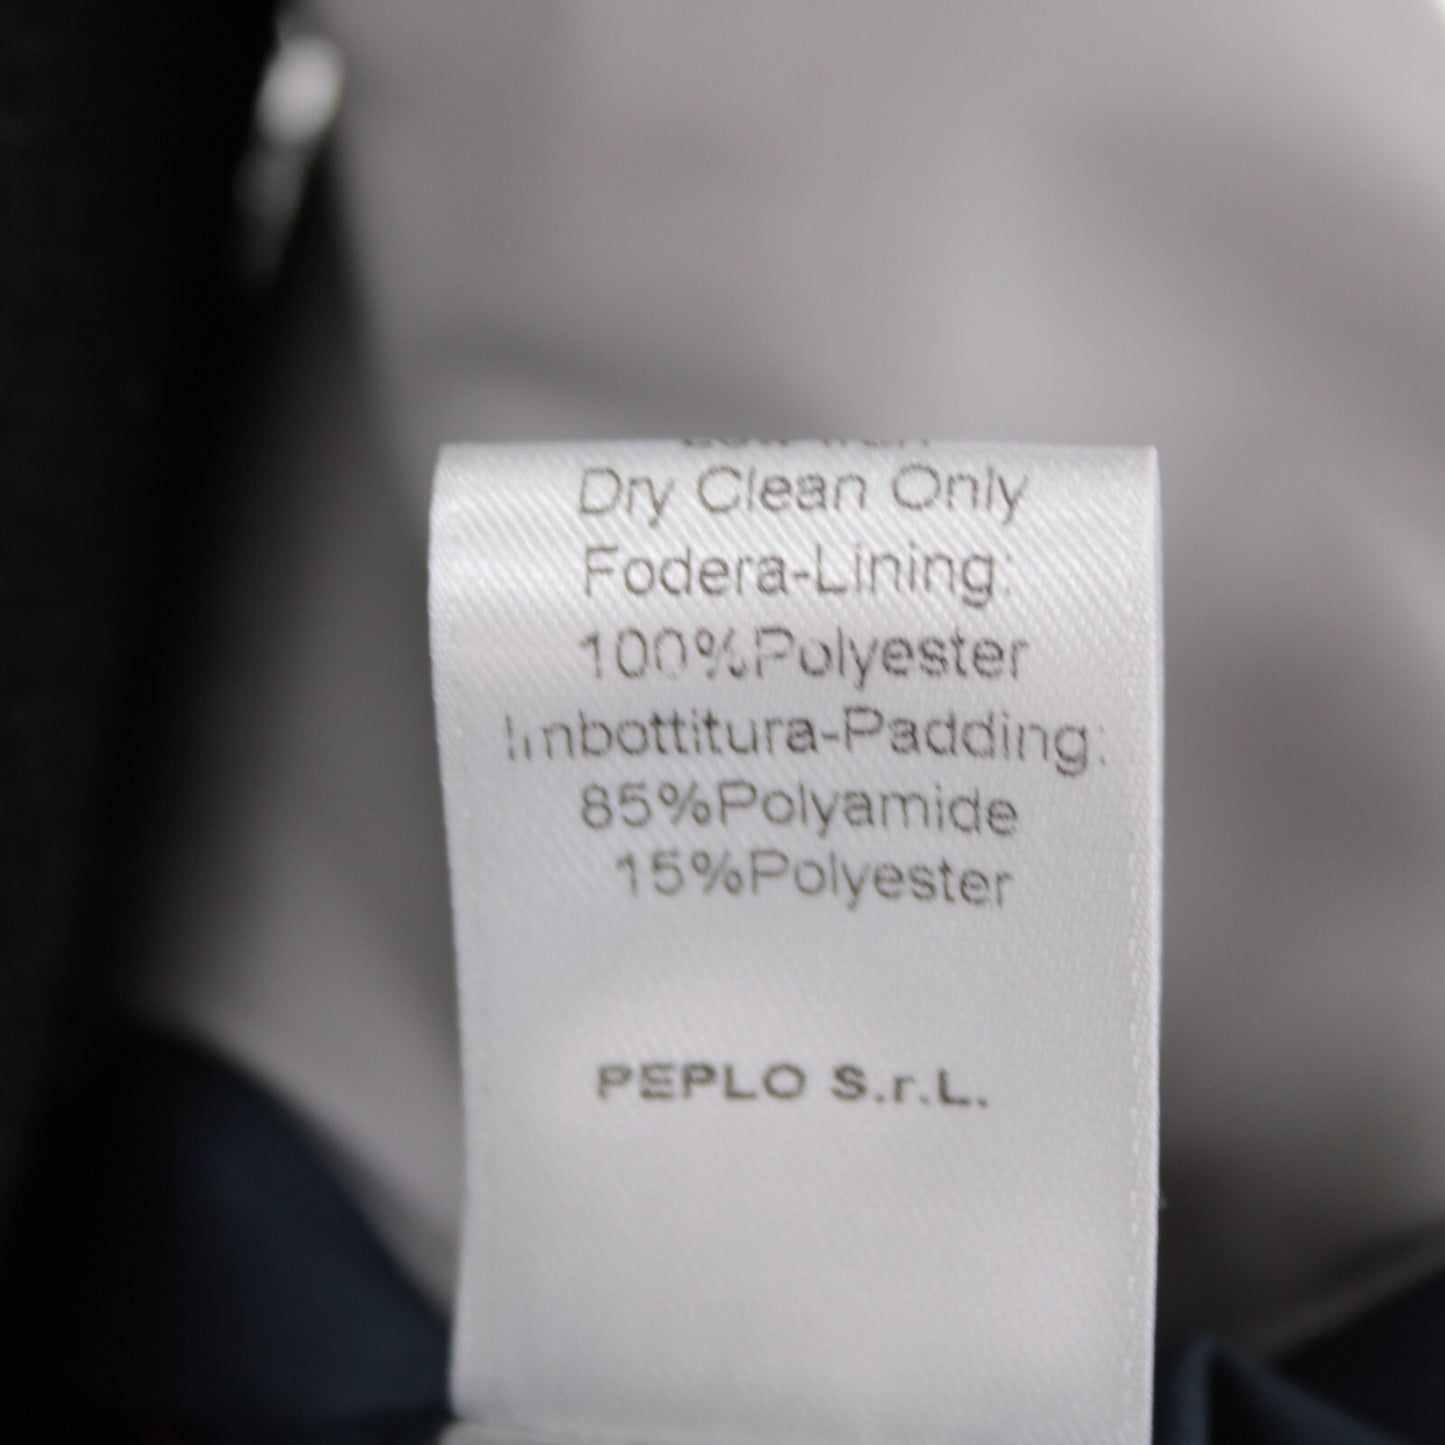 Dry Clean Only
Fodera-Lining:
100%Polyester
Imbottitura-Padding:
85%Polyamide
15%Polyester
PEPLO S.r.L.